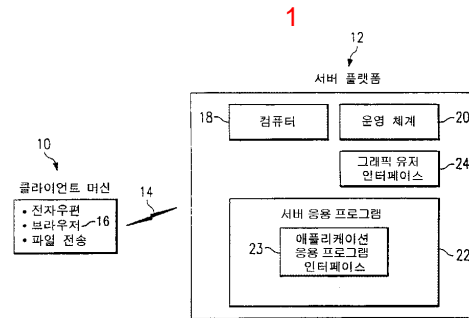 1
12
서버 플랫폼
18
컴퓨터
운영 체계
20
그래픽 유저
인터페이스
24
10
클라이언트 머신
• 전자우편
• 브라우저 16
• 파일 전송
14
서버 응용 프로그램
23
애플리케이션
응용 프로그램
인터페이스
22